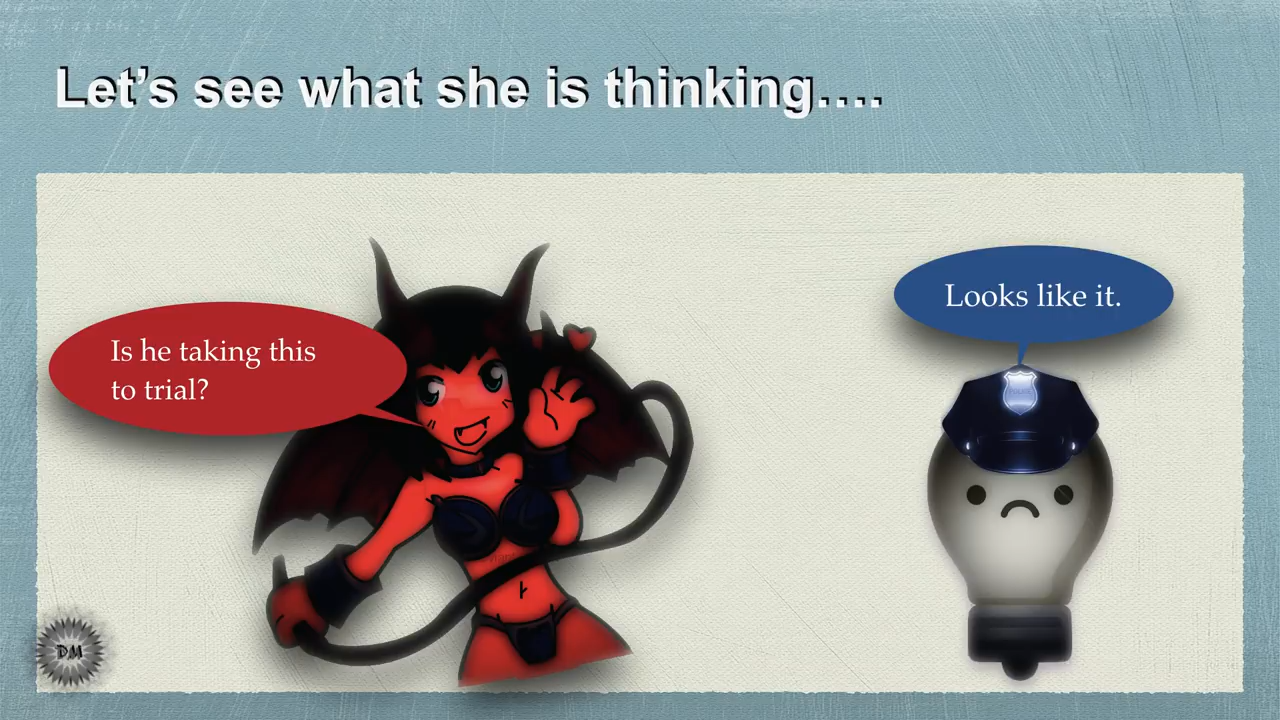 Let's see what she is thinking....
Is he taking this
to trial?
Looks like it.
DM